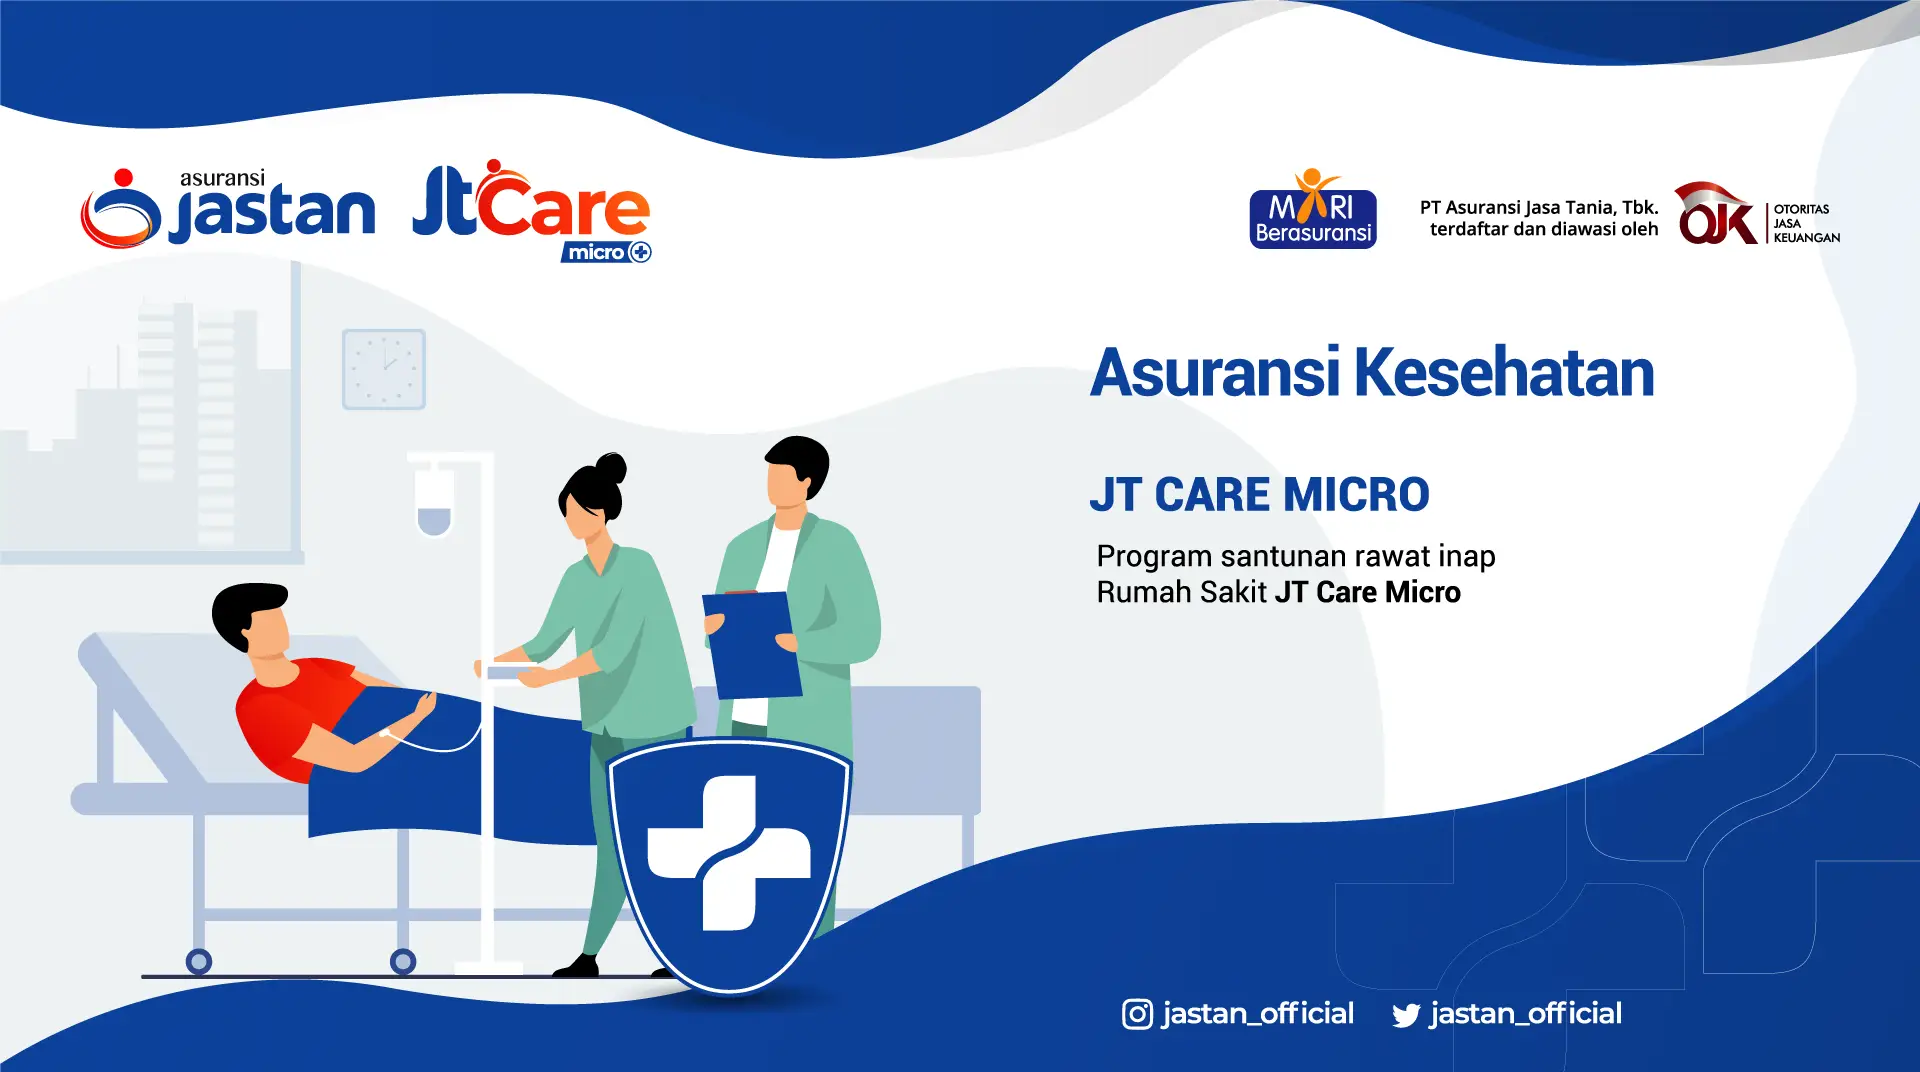 asuransi
jastan
JtCare
micro
MARI
Berasuransi
PT Asuransi Jasa Tania, Tbk.
terdaftar dan diawasi oleh
OJK
OTORITAS
JASA
KEUANGAN
Asuransi Kesehatan
JT CARE MICRO
Program santunan rawat inap
Rumah Sakit JT Care Micro
jastan_official
jastan_official